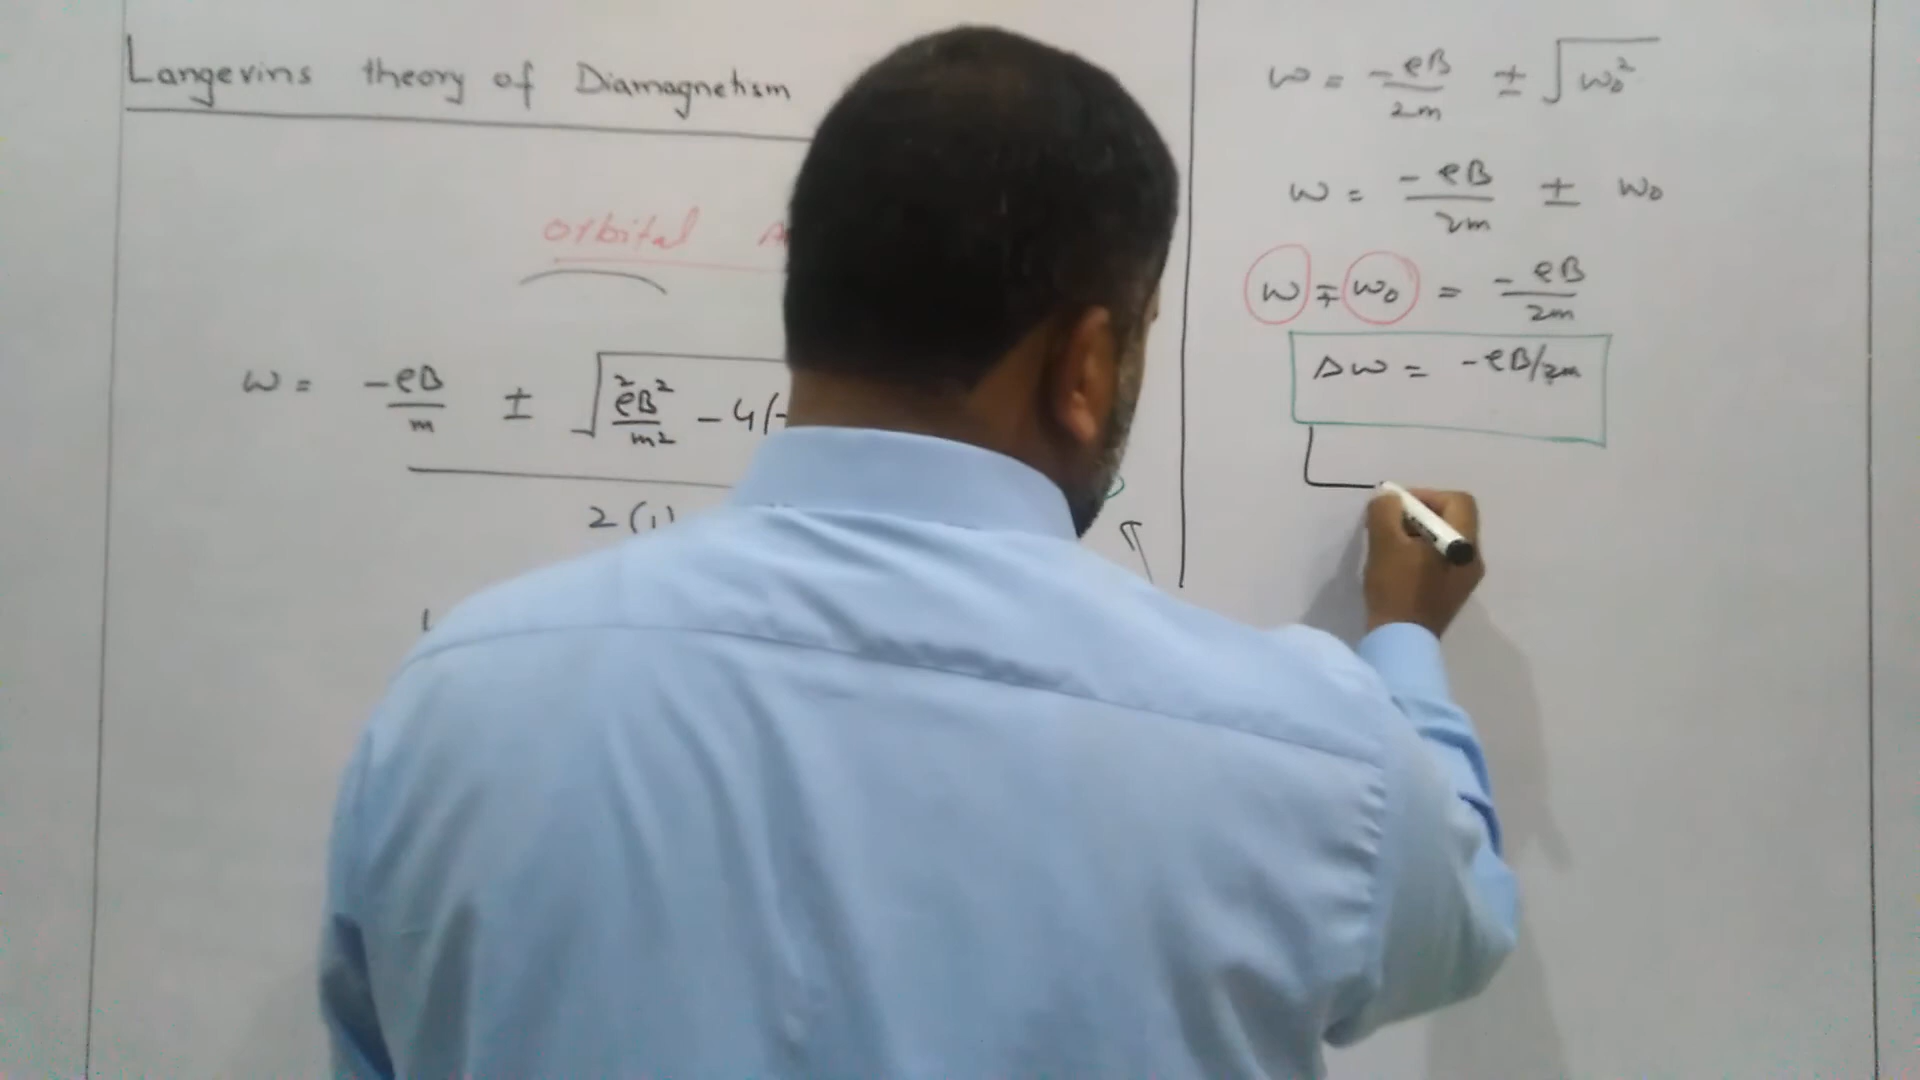 Langevins theory of Diamagnetism
orbital
ω = -eB/m ± √e²B²/m² - 4(-
2(1)
ω = -eB/2m ± √ω₀²
ω = -eB/2m ± ω₀
ω ∓ ω₀ = -eB/2m
Δω = -eB/2m